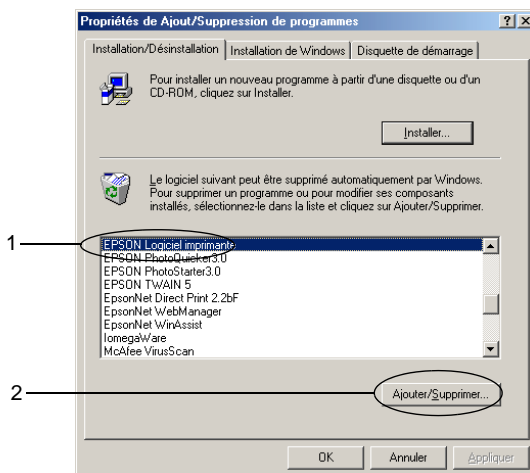 Propriétés de Ajout/Suppression de programmes
Installation/Désinstallation Installation de Windows Disquette de démarrage
Pour installer un nouveau programme à partir d'une disquette ou d'un
CD-ROM, cliquez sur Installer.
Installer...
Le logiciel suivant peut être supprimé automatiquement par Windows.
Pour supprimer un programme ou pour modifier ses composants
installés, sélectionnez-le dans la liste et cliquez sur Ajouter/Supprimer.
1
EPSON Logiciel imprimante
EPSON PhotoQuicker3.0
EPSON PhotoStarter3.0
EPSON TWAIN 5
EpsonNet Direct Print 2.2bF
EpsonNet WebManager
EpsonNet WinAssist
IomegaWare
McAfee VirusScan
2
Ajouter/Supprimer...
OK Annuler Appliquer